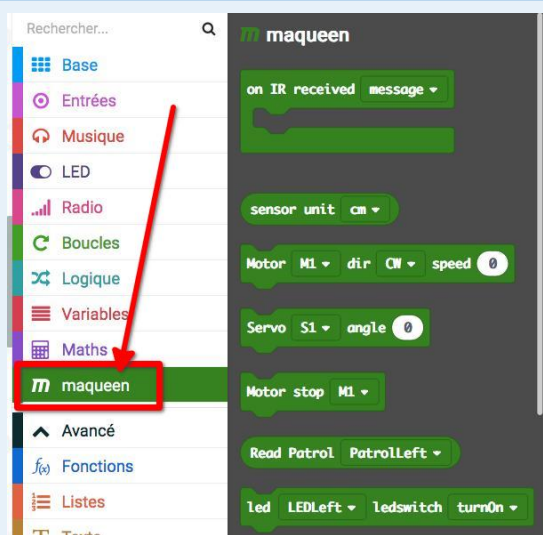 Rechercher...
Base
Entrées
Musique
LED
Radio
Boucles
Logique
Variables
Maths
maqueen
Avancé
f(x) Fonctions
Listes
Texte
m maqueen
on IR received message
sensor unit cm
Motor M1 dir CW speed 0
Servo S1 angle 0
Motor stop M1
Read Patrol PatrolLeft
led LEDLeft ledswitch turnOn